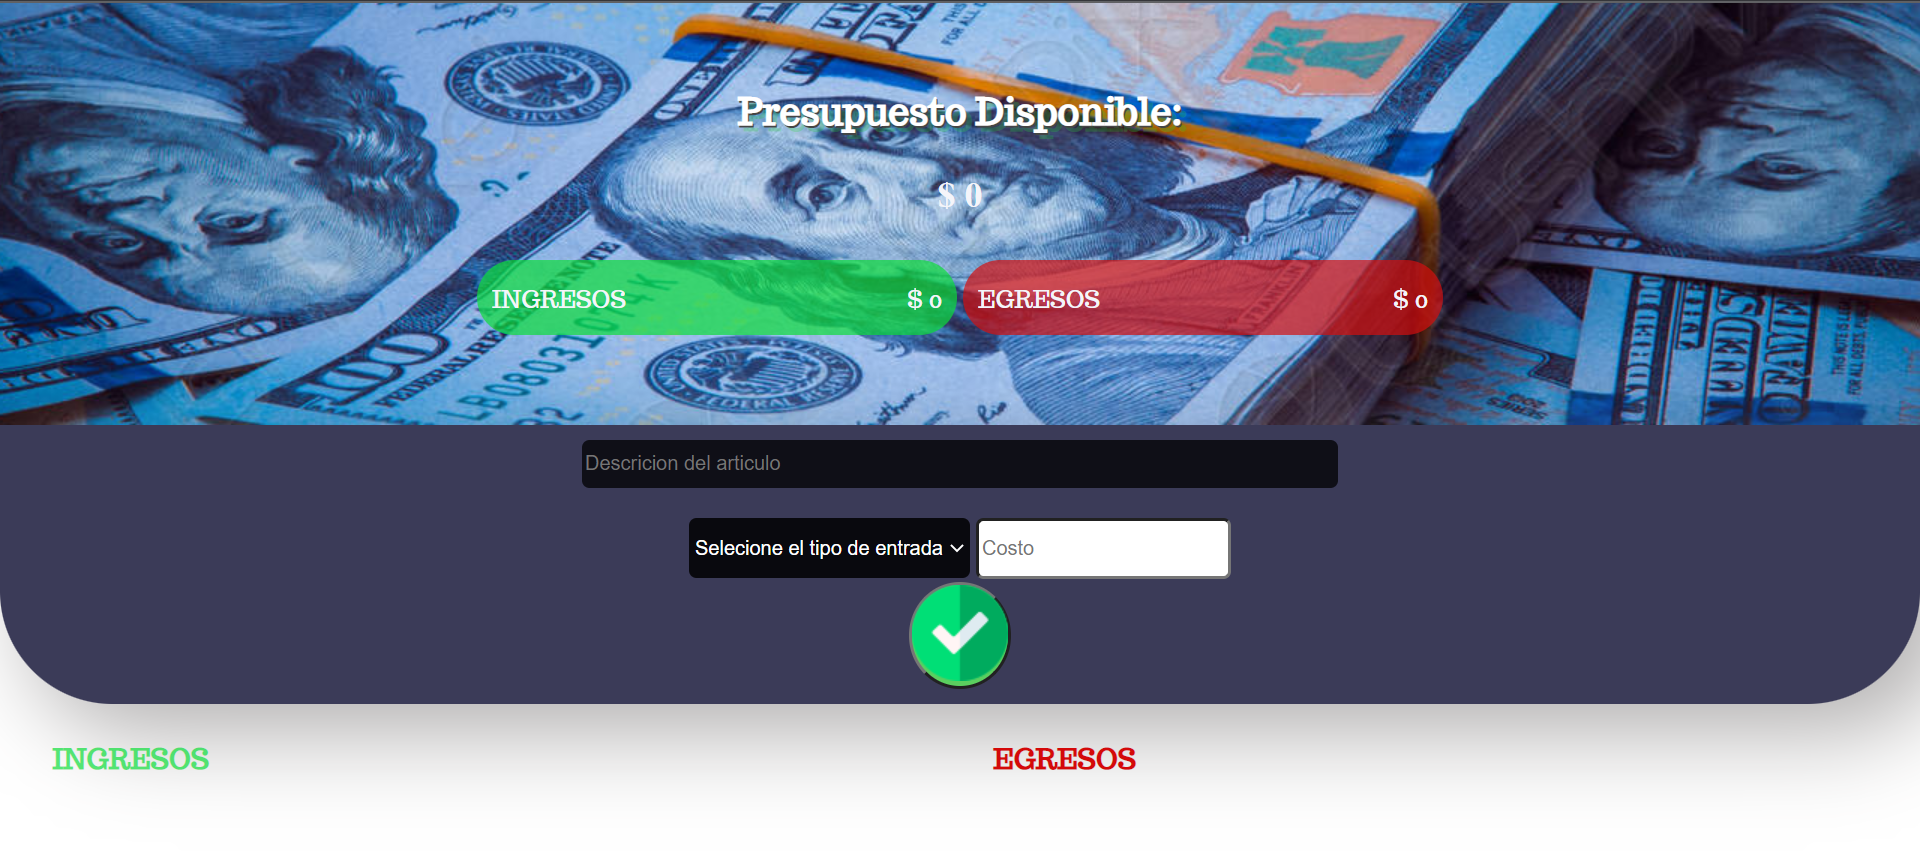 Presupuesto Disponible:
$ 0
INGRESOS $ 0 EGRESOS $ 0
Descricion del articulo
Selecione el tipo de entrada Costo
INGRESOS EGRESOS